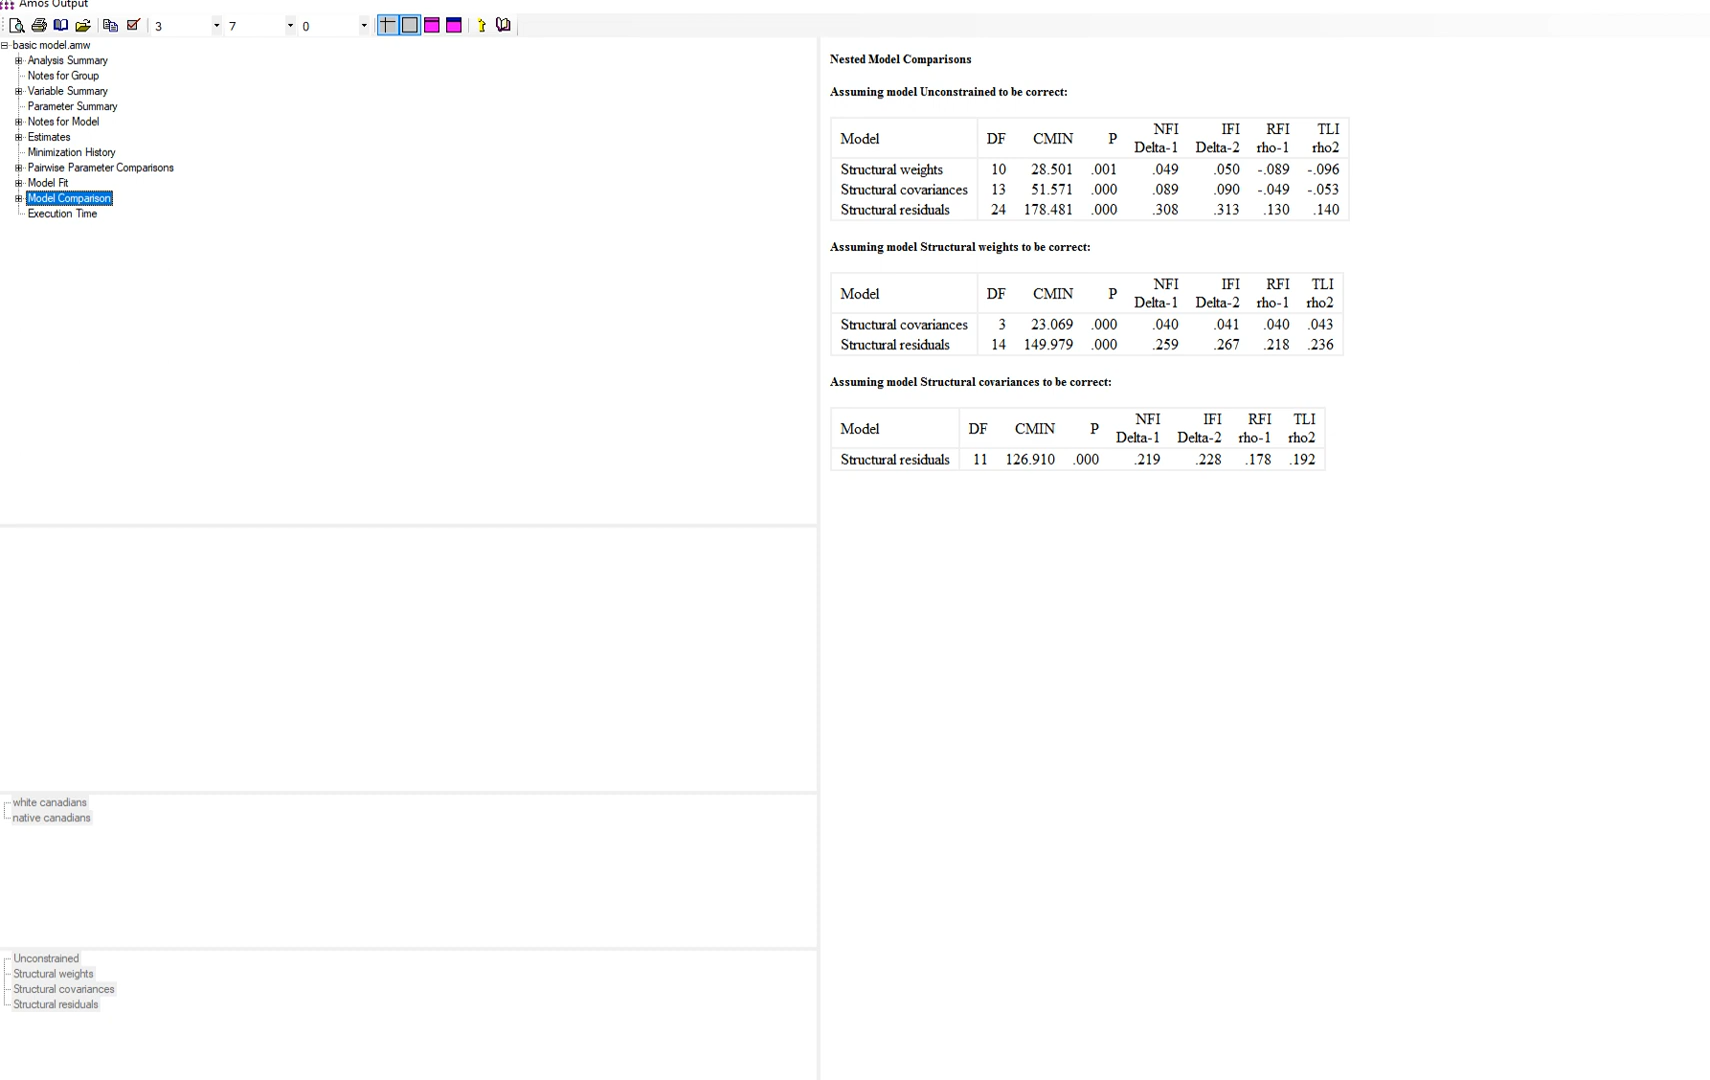 Amos Output
3 7 0
basic model.amw
Analysis Summary
Notes for Group
Variable Summary
Parameter Summary
Notes for Model
Estimates
Minimization History
Pairwise Parameter Comparisons
Model Fit
Model Comparison
Execution Time
white canadians
native canadians
Unconstrained
Structural weights
Structural covariances
Structural residuals
Nested Model Comparisons
Assuming model Unconstrained to be correct:
Model DF CMIN P NFI Delta-1 IFI Delta-2 RFI rho-1 TLI rho2
Structural weights 10 28.501 .001 .049 .050 -.089 -.096
Structural covariances 13 51.571 .000 .089 .090 -.049 -.053
Structural residuals 24 178.481 .000 .308 .313 .130 .140
Assuming model Structural weights to be correct:
Model DF CMIN P NFI Delta-1 IFI Delta-2 RFI rho-1 TLI rho2
Structural covariances 3 23.069 .000 .040 .041 .040 .043
Structural residuals 14 149.979 .000 .259 .267 .218 .236
Assuming model Structural covariances to be correct:
Model DF CMIN P NFI Delta-1 IFI Delta-2 RFI rho-1 TLI rho2
Structural residuals 11 126.910 .000 .219 .228 .178 .192